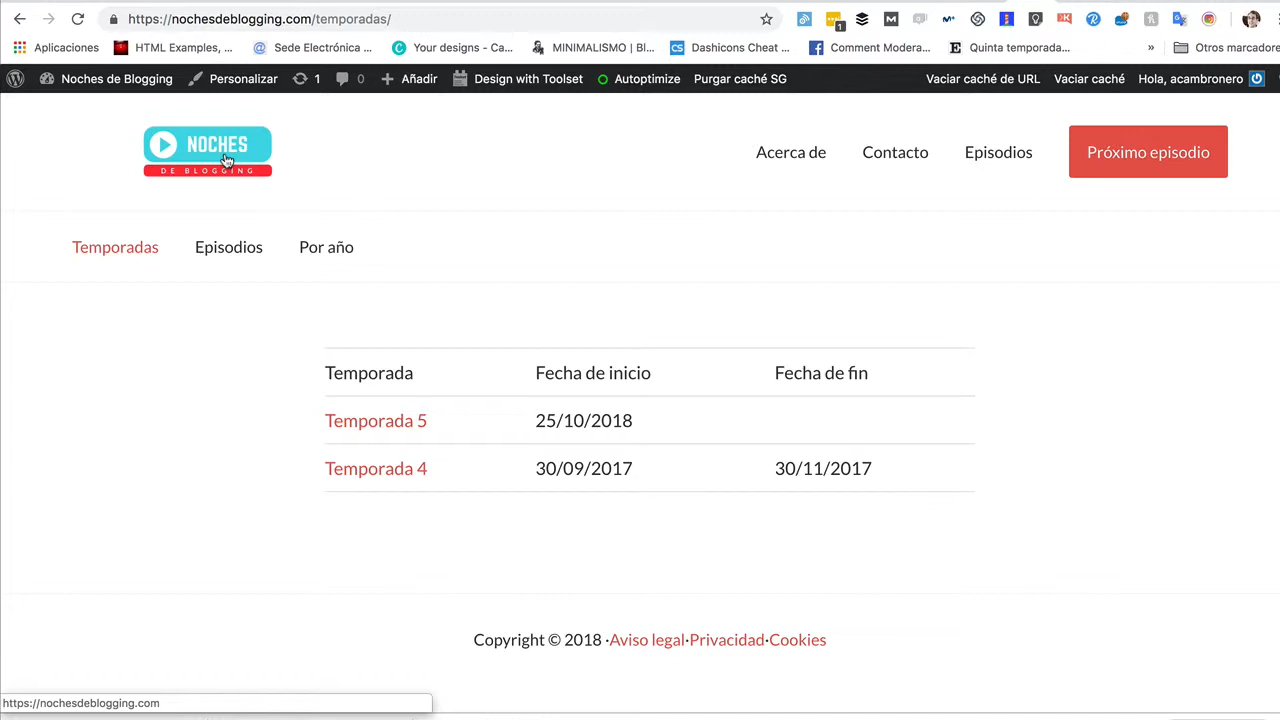 https://nochesdeblogging.com/temporadas/
1
Aplicaciones
HTML Examples, ...
Sede Electrónica ...
Your designs - Ca...
MINIMALISMO | Bl...
CS Dashicons Cheat ...
Comment Modera...
E Quinta temporada...
»
Otros marcadore
Noches de Blogging
Personalizar
1
0
Añadir
Design with Toolset
Autoptimize
Purgar caché SG
Vaciar caché de URL
Vaciar caché
Hola, acambronero
NOCHES
DE BLOGGING
Acerca de
Contacto
Episodios
Próximo episodio
Temporadas
Episodios
Por año
Temporada Fecha de inicio Fecha de fin
Temporada 5 25/10/2018
Temporada 4 30/09/2017 30/11/2017
Copyright © 2018 ·Aviso legal·Privacidad·Cookies
https://nochesdeblogging.com